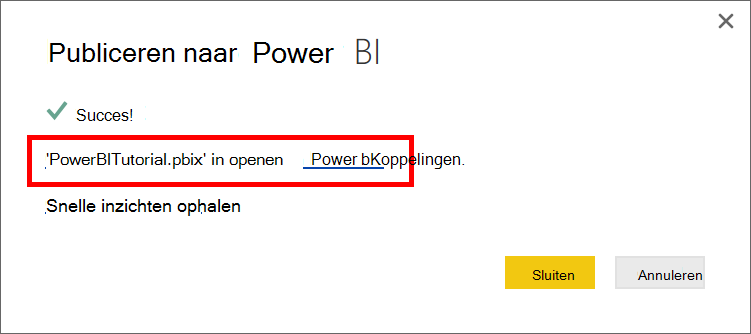 Publiceren naar Power BI
Succes!
'PowerBITutorial.pbix' in openen Power bKoppelingen.
Snelle inzichten ophalen
Sluiten Annuleren